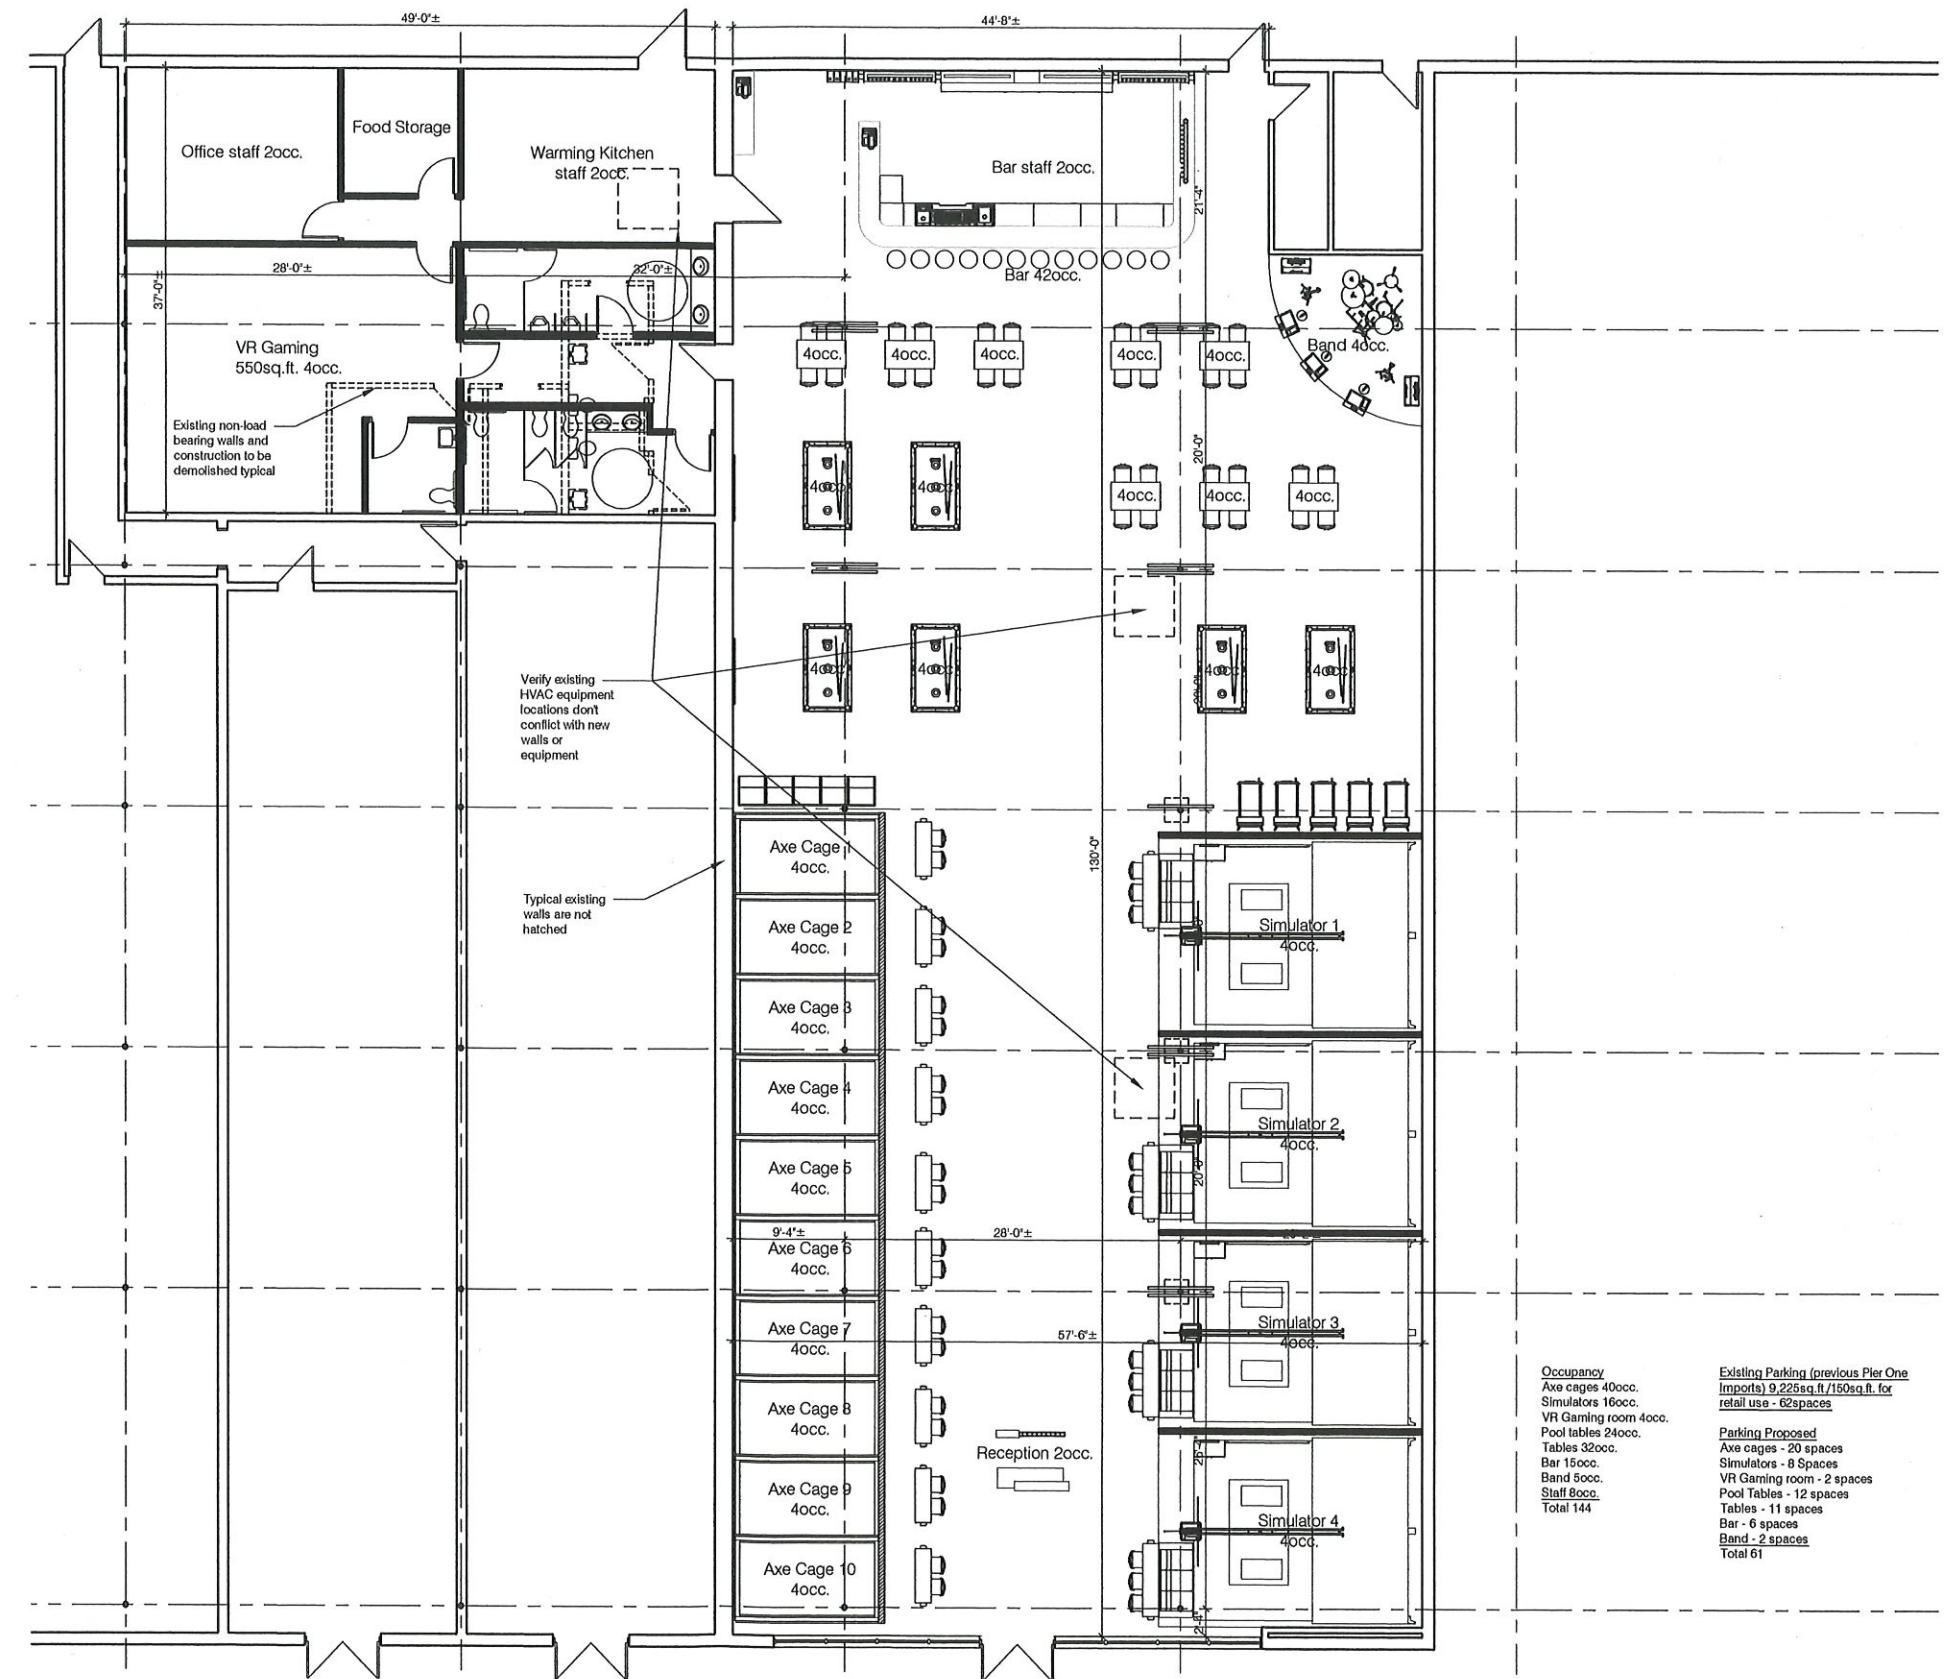 49'-0"±
44'-8"±
Office staff 2occ.
Food Storage
Warming Kitchen
staff 2occ.
Bar staff 2occ.
21'-4"
28'-0"±
32'-0"±
37'-0"±
Bar 42occ.
VR Gaming
550sq.ft. 4occ.
4occ.
4occ.
4occ.
4occ.
4occ.
Band 4occ.
Existing non-load
bearing walls and
construction to be
demolished typical
20'-0"
4occ
4occ
4occ.
4occ.
4occ.
Verify existing
HVAC equipment
locations don't
conflict with new
walls or
equipment
4occ
4occ
4occ
4occ
20'-0"
130'-0"
Typical existing
walls are not
hatched
Axe Cage 1
4occ.
Axe Cage 2
4occ.
Axe Cage 3
4occ.
Axe Cage 4
4occ.
Axe Cage 5
4occ.
Axe Cage 6
4occ.
Axe Cage 7
4occ.
Axe Cage 8
4occ.
Axe Cage 9
4occ.
Axe Cage 10
4occ.
Simulator 1
4occ.
Simulator 2
4occ.
20'-0"
9'-4"±
28'-0"±
Simulator 3
4occ.
57'-6"±
Reception 2occ.
Simulator 4
4occ.
Occupancy
Axe cages 40occ.
Simulators 16occ.
VR Gaming room 4occ.
Pool tables 24occ.
Tables 32occ.
Bar 15occ.
Band 5occ.
Staff 8occ.
Total 144
Existing Parking (previous Pier One
Imports) 9,225sq.ft./150sq.ft. for
retail use - 62spaces
Parking Proposed
Axe cages - 20 spaces
Simulators - 8 Spaces
VR Gaming room - 2 spaces
Pool Tables - 12 spaces
Tables - 11 spaces
Bar - 6 spaces
Band - 2 spaces
Total 61